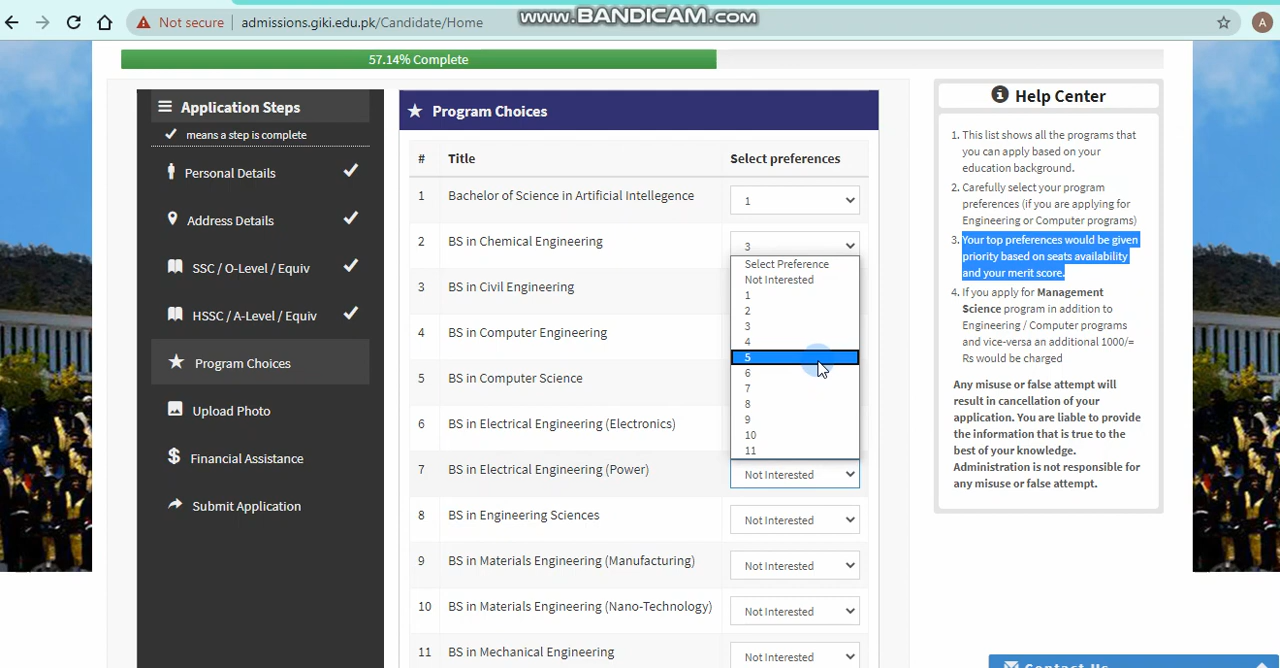 Not secure admissions.giki.edu.pk/Candidate/Home
www.BANDICAM.com
A
57.14% Complete
Application Steps
means a step is complete
Personal Details
Address Details
SSC / O-Level / Equiv
HSSC / A-Level / Equiv
Program Choices
Upload Photo
Financial Assistance
Submit Application
Program Choices
# Title Select preferences
1 Bachelor of Science in Artificial Intellegence 1
2 BS in Chemical Engineering 3
3 BS in Civil Engineering
4 BS in Computer Engineering
5 BS in Computer Science
6 BS in Electrical Engineering (Electronics)
7 BS in Electrical Engineering (Power) Not Interested
8 BS in Engineering Sciences Not Interested
9 BS in Materials Engineering (Manufacturing) Not Interested
10 BS in Materials Engineering (Nano-Technology) Not Interested
11 BS in Mechanical Engineering Not Interested
Select Preference
Not Interested
1
2
3
4
5
6
7
8
9
10
11
Help Center
1. This list shows all the programs that
you can apply based on your
education background.
2. Carefully select your program
preferences (if you are applying for
Engineering or Computer programs)
3. Your top preferences would be given
priority based on seats availability
and your merit score.
4. If you apply for Management
Science program in addition to
Engineering / Computer programs
and vice-versa an additional 1000/=
Rs would be charged
Any misuse or false attempt will
result in cancellation of your
application. You are liable to provide
the information that is true to the
best of your knowledge.
Administration is not responsible for
any misuse or false attempt.
Contact Us